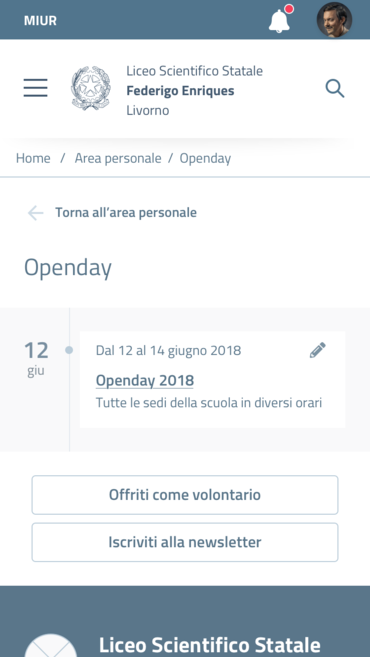 MIUR
Liceo Scientifico Statale
Federigo Enriques
Livorno
Home / Area personale / Openday
Torna all'area personale
Openday
12
giu
Dal 12 al 14 giugno 2018
Openday 2018
Tutte le sedi della scuola in diversi orari
Offriti come volontario
Iscriviti alla newsletter
Liceo Scientifico Statale